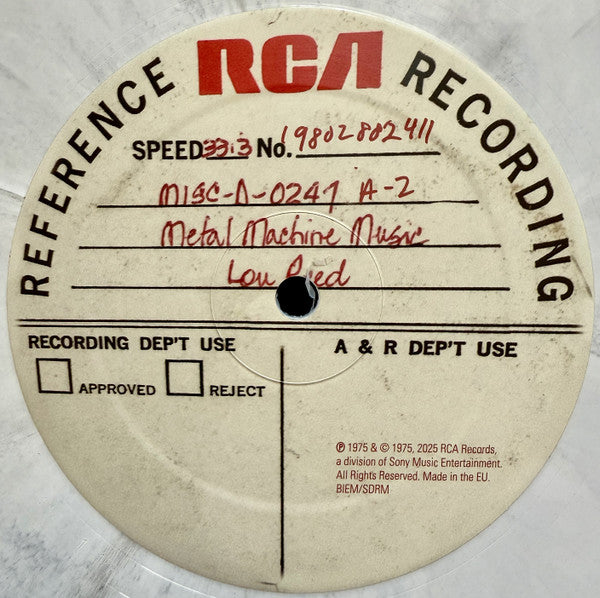 REFERENCE RCA RECORDING
SPEED 33.3 No. 19802882411
MISC-A-0247 A-2
Metal Machine Music
Lou Reed
RECORDING DEP'T USE
APPROVED REJECT
A & R DEP'T USE
℗ 1975 & © 1975, 2025 RCA Records,
a division of Sony Music Entertainment.
All Rights Reserved. Made in the EU.
BIEM/SDRM